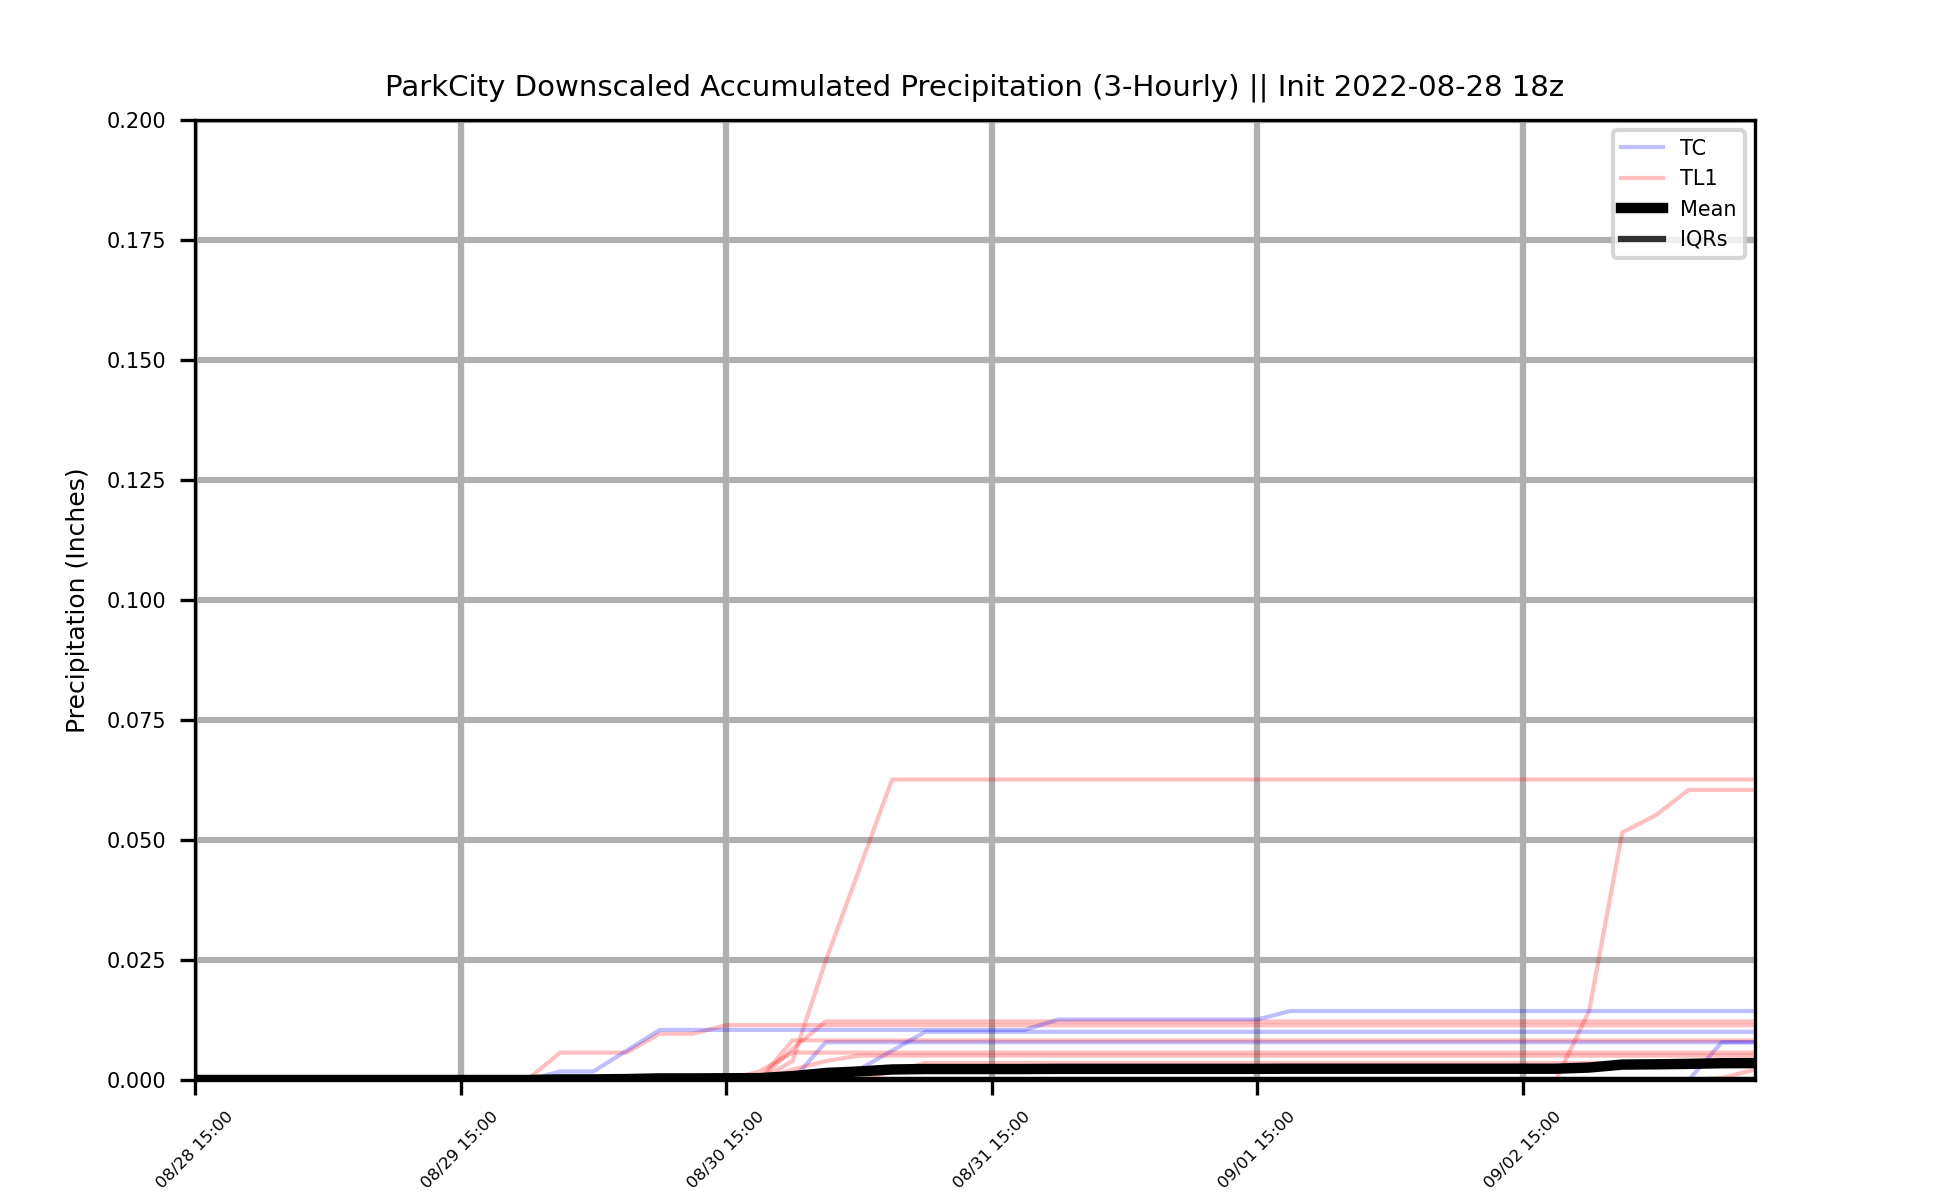 ParkCity Downscaled Accumulated Precipitation (3-Hourly) || Init 2022-08-28 18z
0.200
0.175
0.150
0.125
0.100
0.075
0.050
0.025
0.000
Precipitation (Inches)
TC
TL1
Mean
IQRs
08/28 15:00
08/29 15:00
08/30 15:00
08/31 15:00
09/01 15:00
09/02 15:00